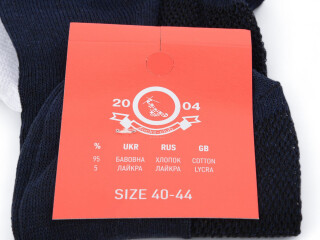 20 04
% UKR RUS GB
95 БАВОВНА ХЛОПОК COTTON
5 ЛАЙКРА ЛАЙКРА LYCRA
SIZE 40-44